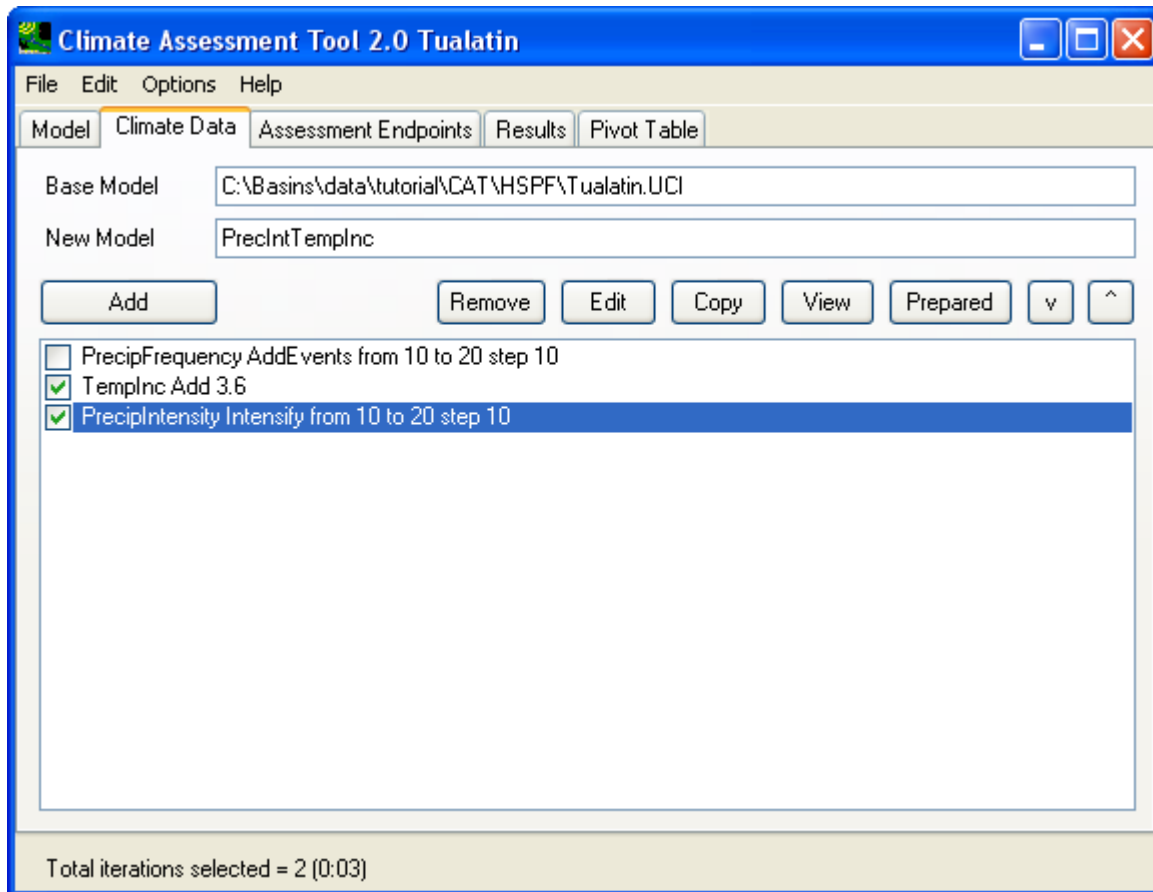 Climate Assessment Tool 2.0 Tualatin
File Edit Options Help
Model Climate Data Assessment Endpoints Results Pivot Table
Base Model C:\Basins\data\tutorial\CAT\HSPF\Tualatin.UCI
New Model PrecIntTempInc
Add Remove Edit Copy View Prepared v ^
PrecipFrequency AddEvents from 10 to 20 step 10
TempInc Add 3.6
PrecipIntensity Intensify from 10 to 20 step 10
Total iterations selected = 2 (0:03)